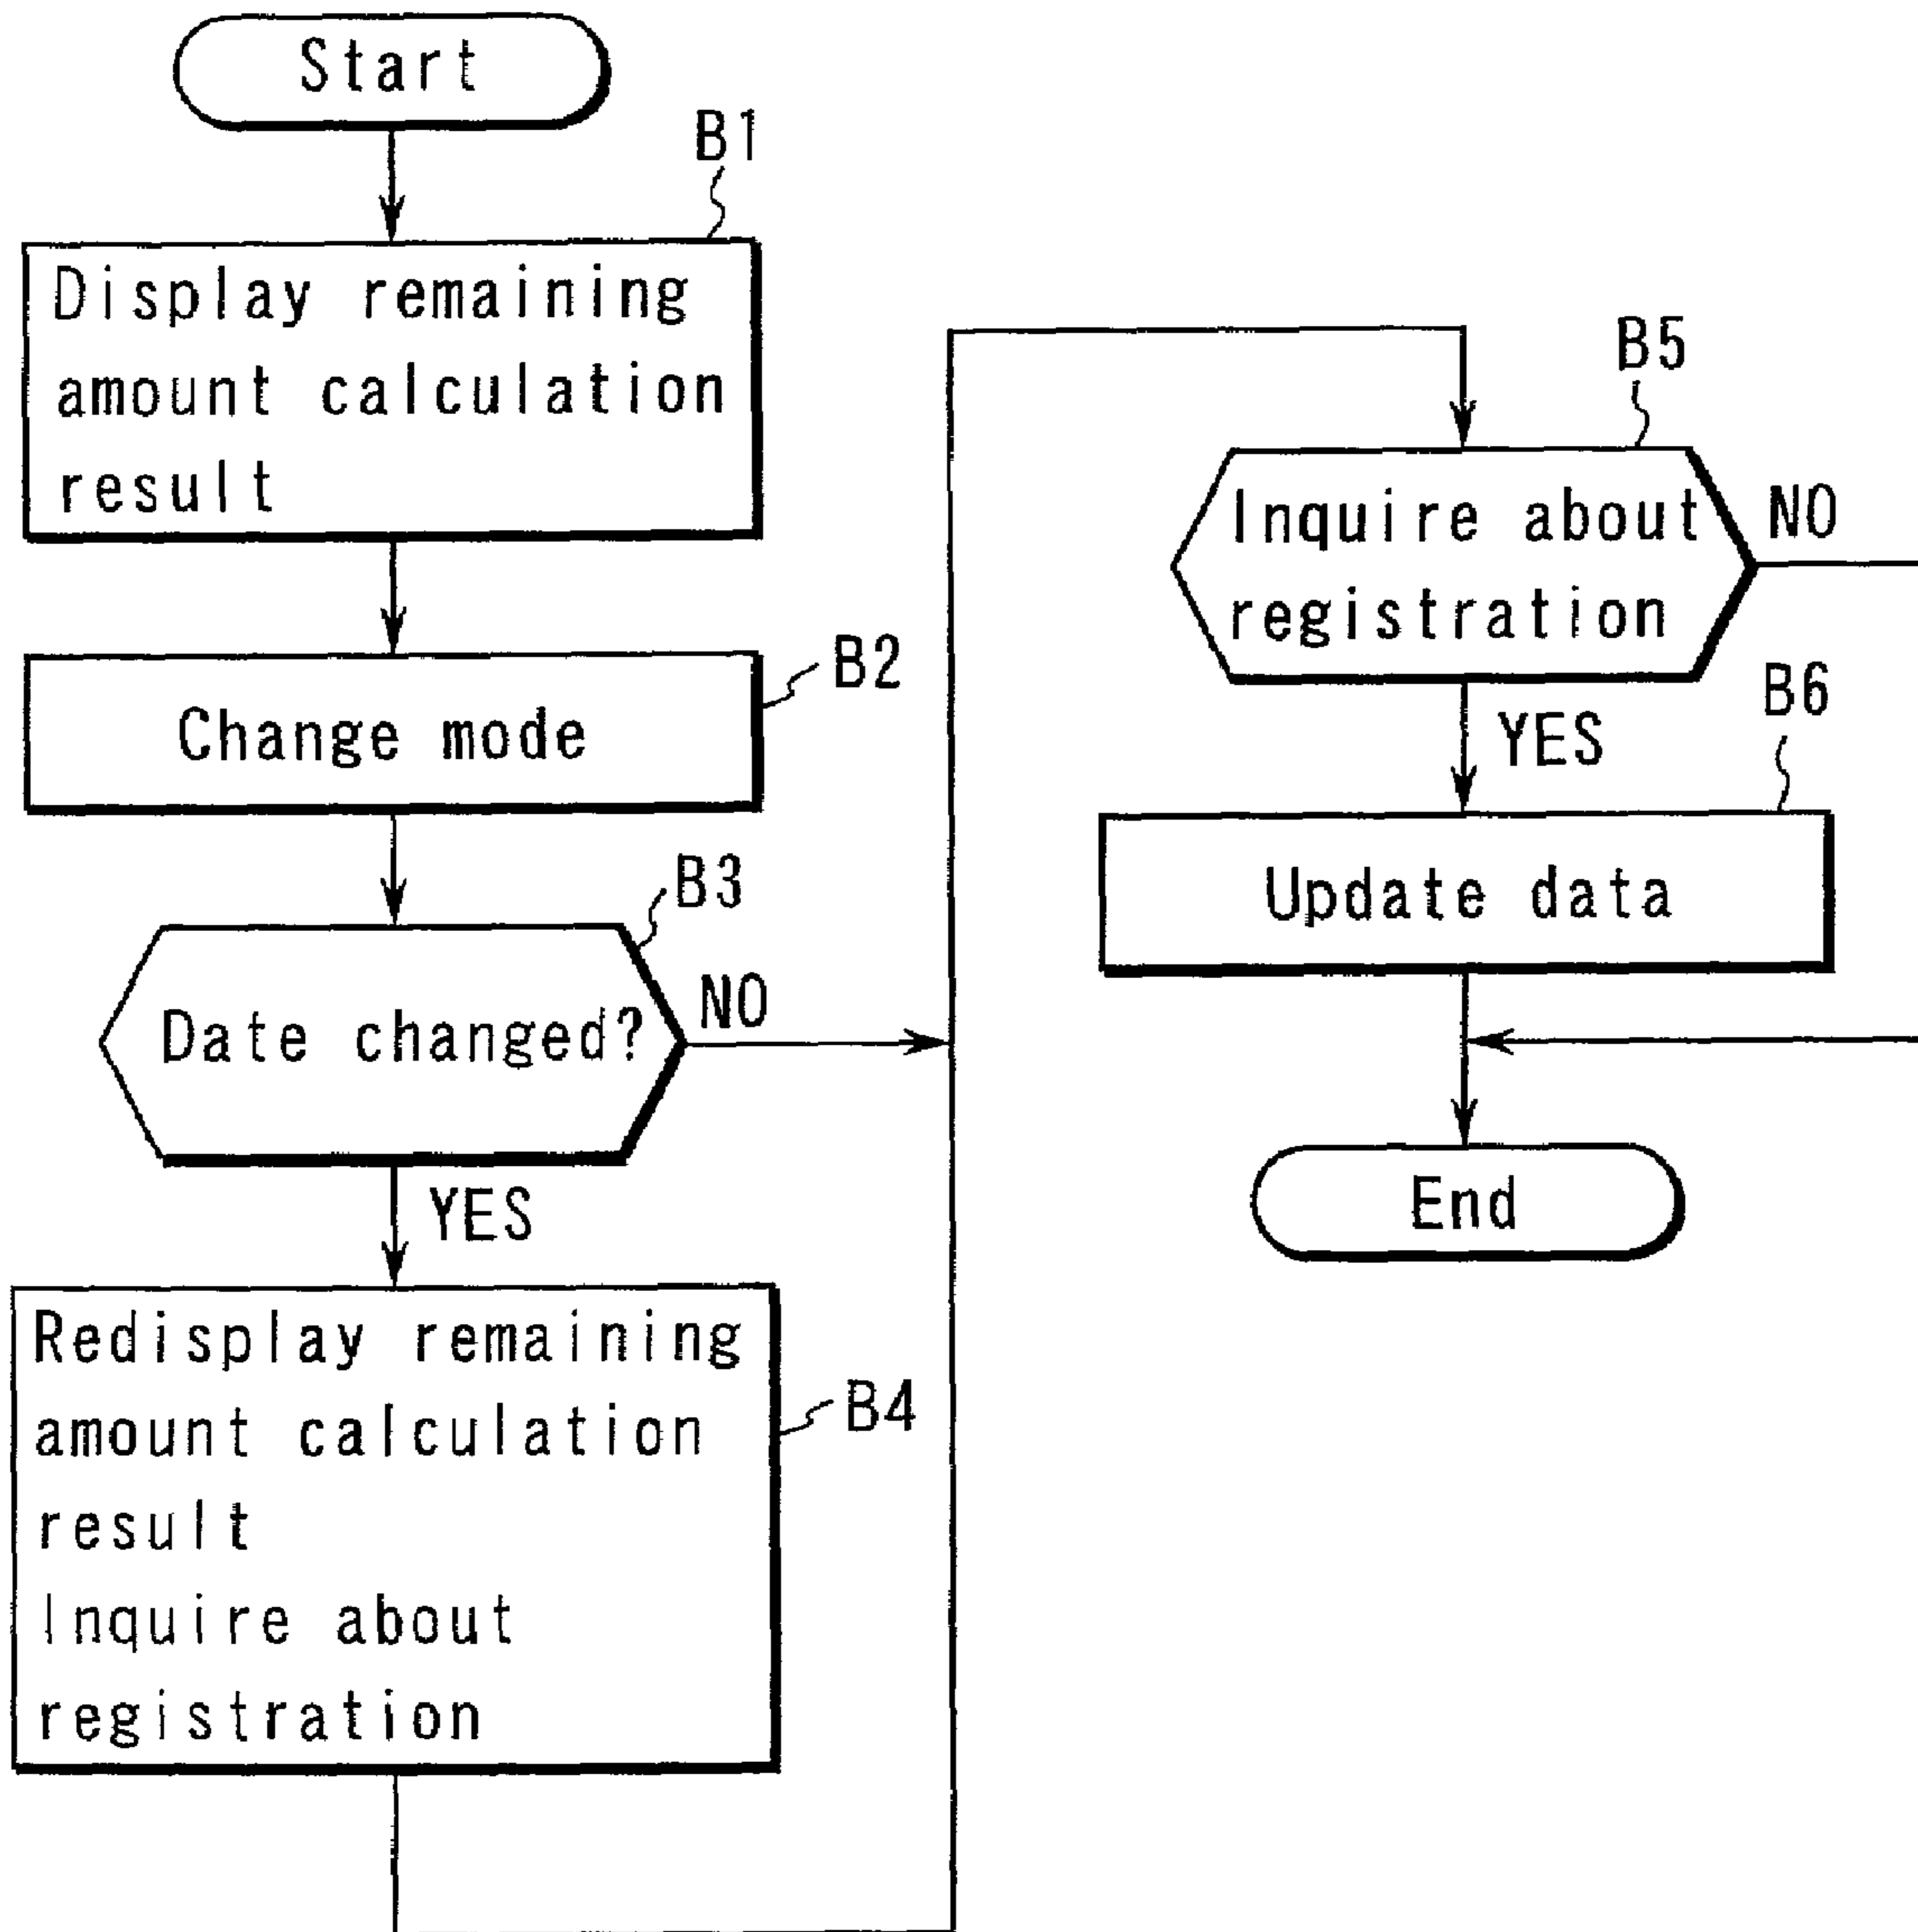 Start
B1
Display remaining
amount calculation
result
B2
Change mode
B3
Date changed?
NO
YES
Redisplay remaining
amount calculation
result
Inquire about
registration
B4
B5
Inquire about
registration
NO
YES
B6
Update data
End